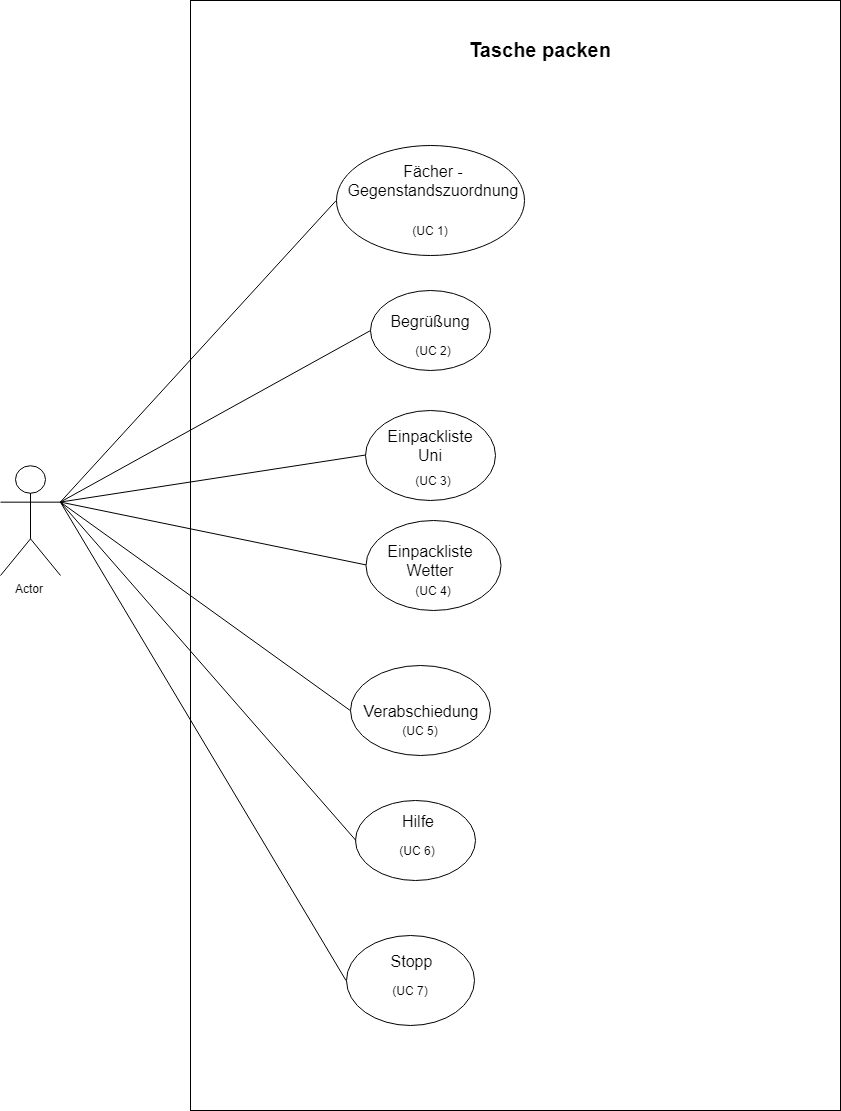 Tasche packen
Fächer -
Gegenstandszuordnung
(UC 1)
Begrüßung
(UC 2)
Einpackliste
Uni
(UC 3)
Einpackliste
Wetter
(UC 4)
Actor
Verabschiedung
(UC 5)
Hilfe
(UC 6)
Stopp
(UC 7)